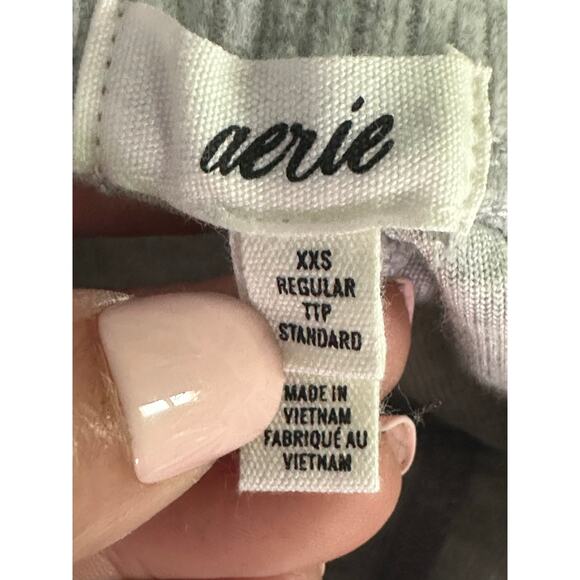 aerie
XXS
REGULAR
TTP
STANDARD
MADE IN
VIETNAM
FABRIQUÉ AU
VIETNAM